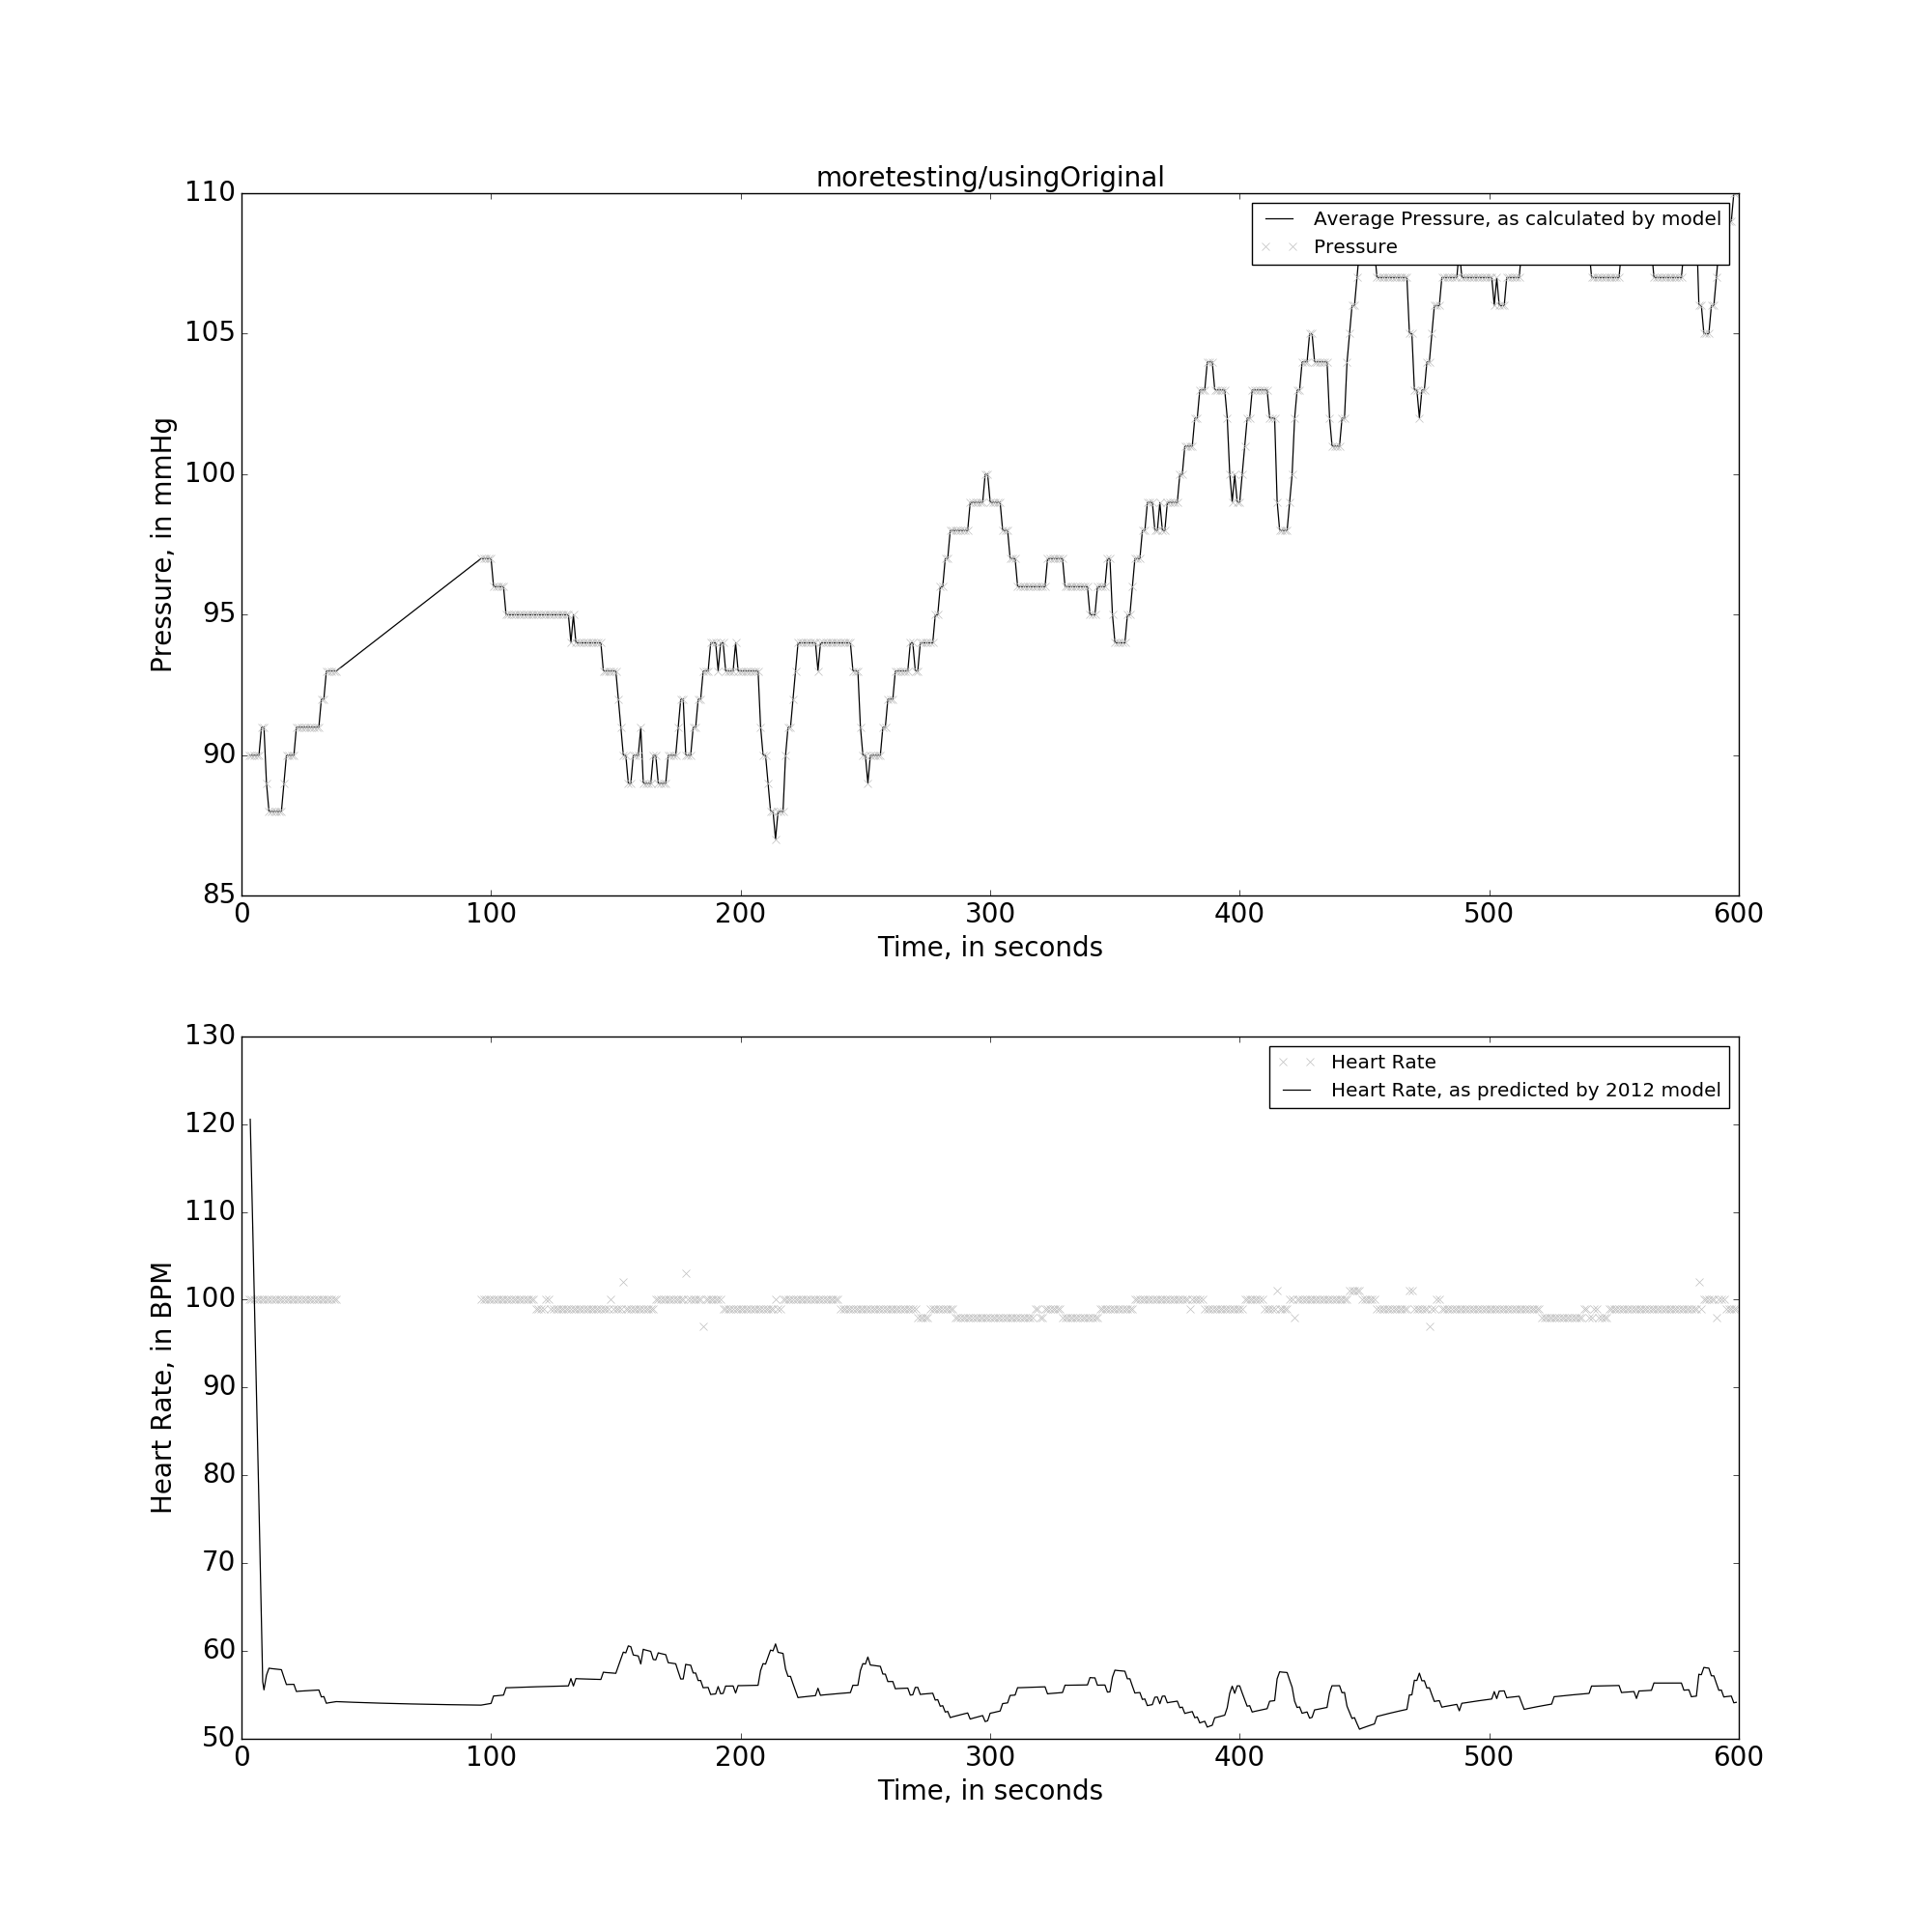 moretesting/usingOriginal
110
105
100
95
90
85
Pressure, in mmHg
Average Pressure, as calculated by model
Pressure
0 100 200 300 400 500 600
Time, in seconds
130
120
110
100
90
80
70
60
50
Heart Rate, in BPM
Heart Rate
Heart Rate, as predicted by 2012 model
0 100 200 300 400 500 600
Time, in seconds